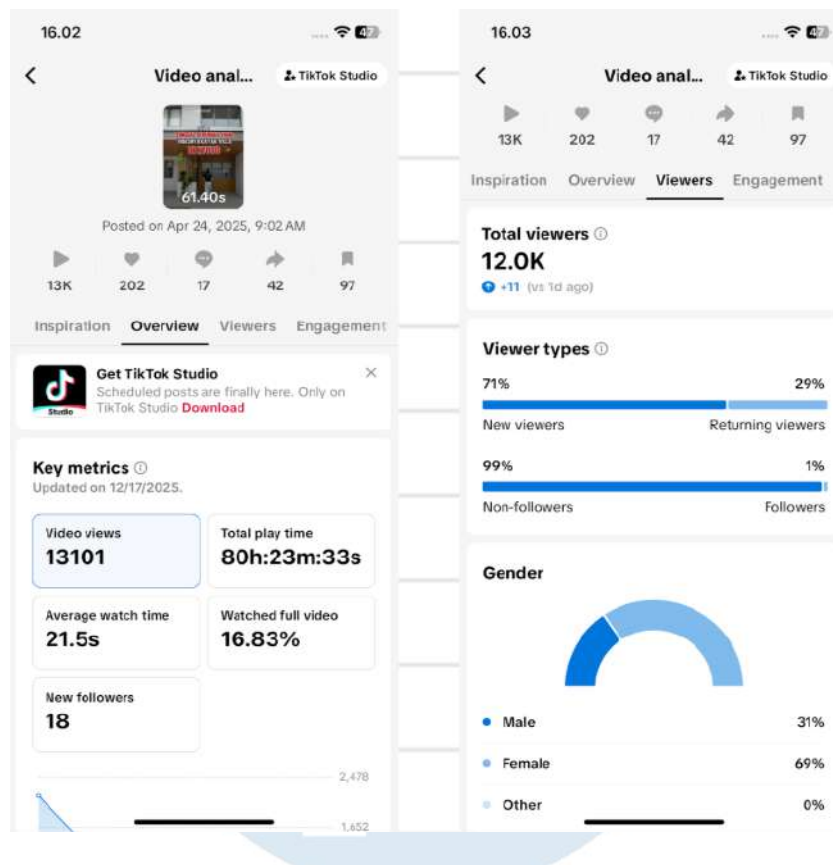 16.02
47
Video anal...
TikTok Studio
61.40s
Posted on Apr 24, 2025, 9:02 AM
13K 202 17 42 97
Inspiration Overview Viewers Engagement
Get TikTok Studio
Scheduled posts are finally here. Only on
TikTok Studio Download
Studio
Key metrics
Updated on 12/17/2025.
Video views
13101
Total play time
80h:23m:33s
Average watch time
21.5s
Watched full video
16.83%
New followers
18
2,478
1,652
16.03
47
Video anal...
TikTok Studio
13K 202 17 42 97
Inspiration Overview Viewers Engagement
Total viewers
12.0K
+11 (vs 1d ago)
Viewer types
71% 29%
New viewers Returning viewers
99% 1%
Non-followers Followers
Gender
Male 31%
Female 69%
Other 0%